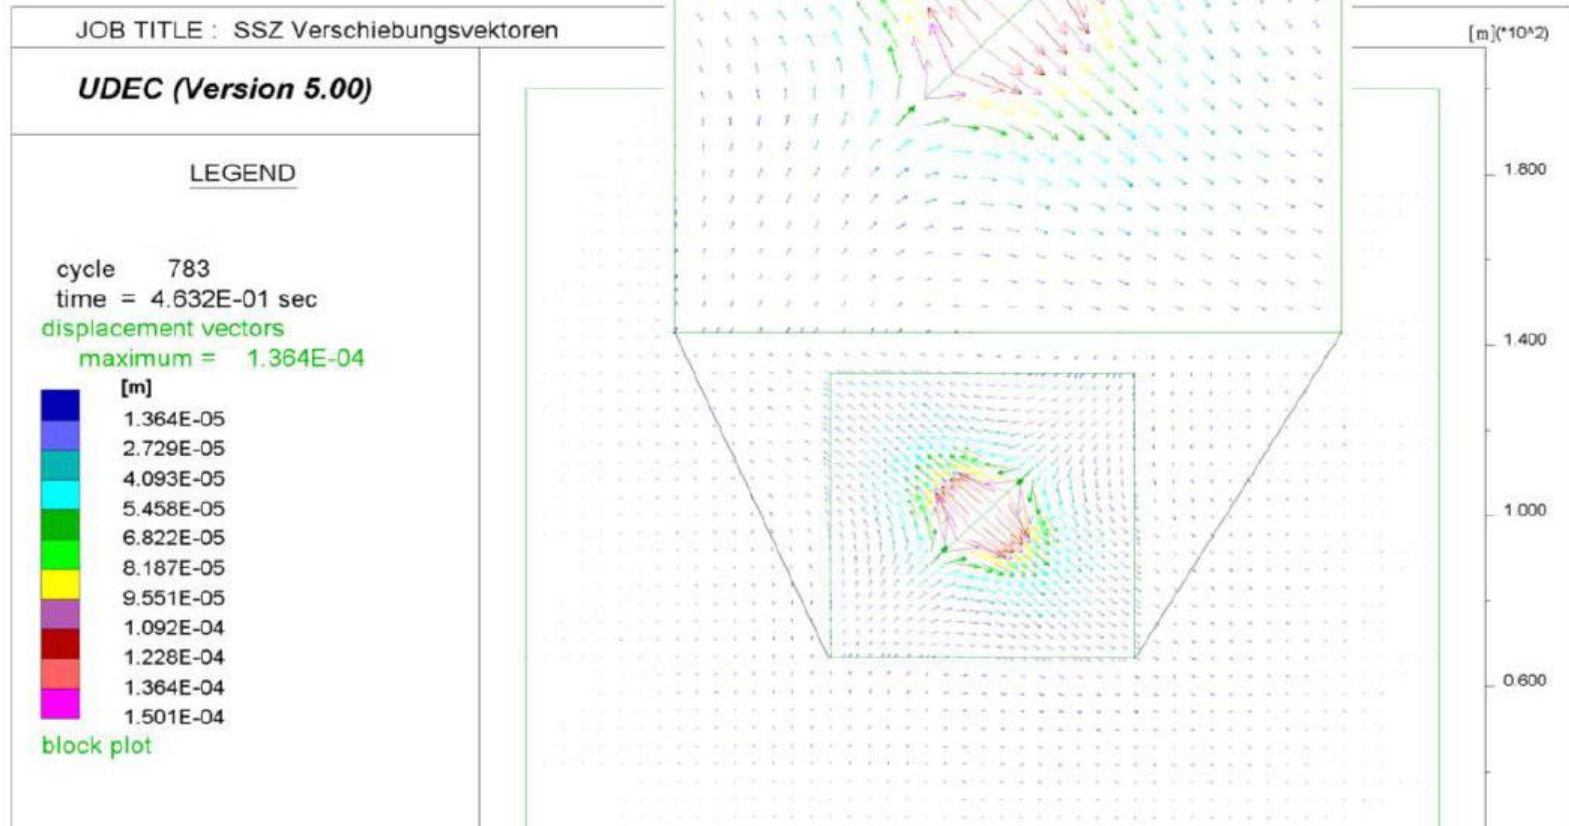 JOB TITLE : SSZ Verschiebungsvektoren
[m](*10^2)
UDEC (Version 5.00)
LEGEND
cycle 783
time = 4.632E-01 sec
displacement vectors
maximum = 1.364E-04
[m]
1.364E-05
2.729E-05
4.093E-05
5.458E-05
6.822E-05
8.187E-05
9.551E-05
1.092E-04
1.228E-04
1.364E-04
1.501E-04
block plot
1.800
1.400
1.000
0.600